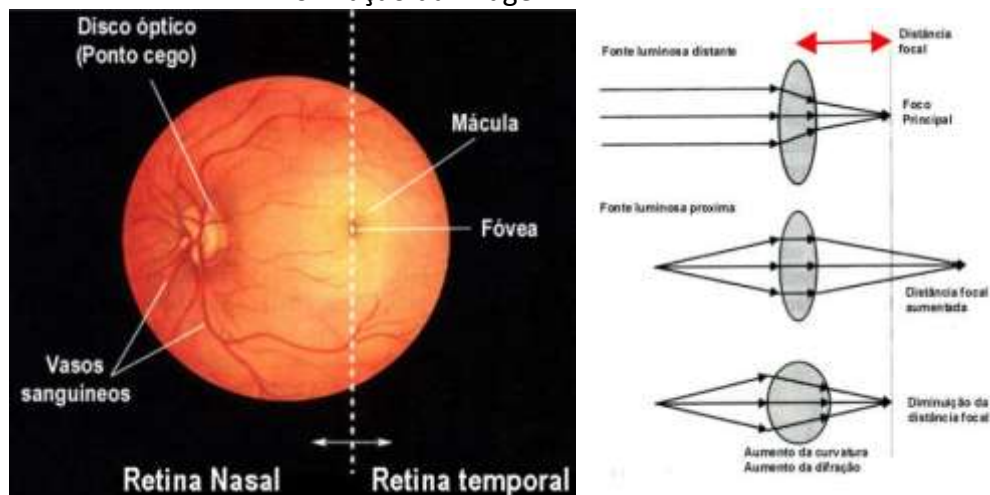 Disco óptico
(Ponto cego)
Mácula
Fóvea
Vasos
sanguíneos
Retina Nasal
Retina temporal
Fonte luminosa distante
Distância
focal
Foco
Principal
Fonte luminosa proxima
Distância focal
aumentada
Diminuição da
distância focal
Aumento da curvatura
Aumento da difração